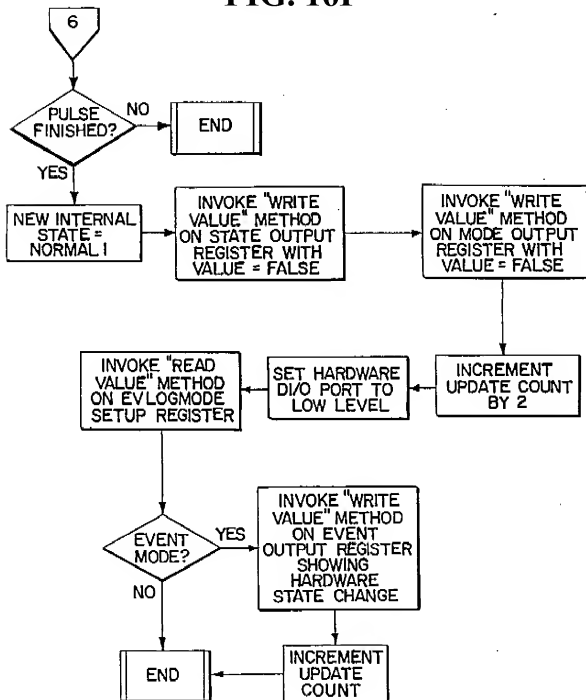 FIG. 10F
6
PULSE
FINISHED?
NO
END
YES
NEW INTERNAL
STATE =
NORMAL 1
INVOKE "WRITE
VALUE" METHOD
ON STATE OUTPUT
REGISTER WITH
VALUE = FALSE
INVOKE "WRITE
VALUE" METHOD
ON MODE OUTPUT
REGISTER WITH
VALUE = FALSE
INCREMENT
UPDATE COUNT
BY 2
SET HARDWARE
DI/O PORT TO
LOW LEVEL
INVOKE "READ
VALUE" METHOD
ON EVLOGMODE
SETUP REGISTER
EVENT
MODE?
YES
INVOKE "WRITE
VALUE" METHOD
ON EVENT
OUTPUT REGISTER
SHOWING
HARDWARE
STATE CHANGE
NO
END
INCREMENT
UPDATE
COUNT